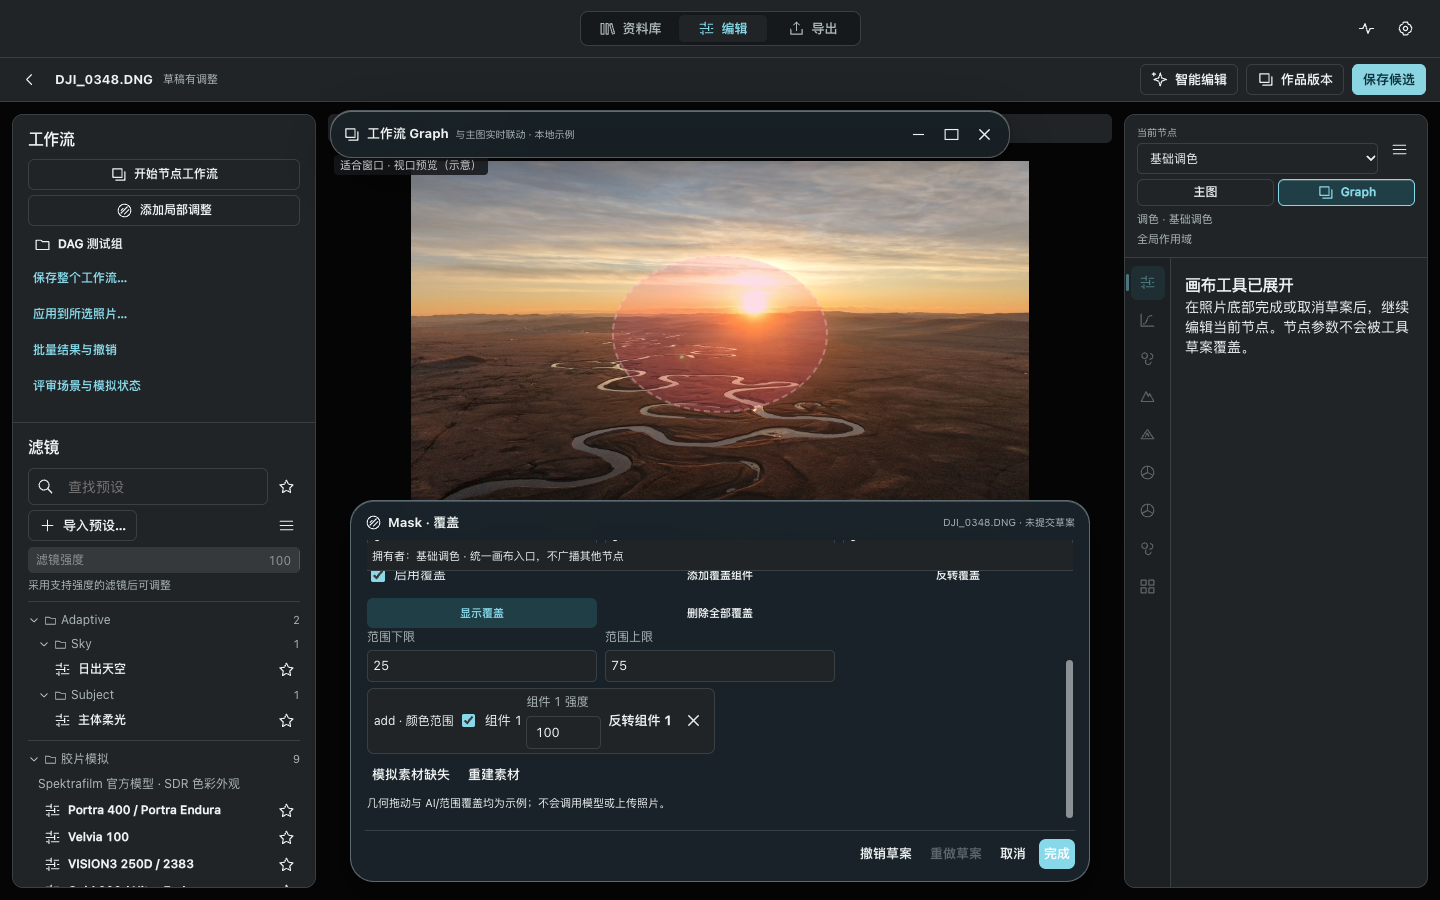 资料库
编辑
导出
DJI_0348.DNG 草稿有调整
智能编辑
作品版本
保存候选
工作流
开始节点工作流
添加局部调整
DAG 测试组
保存整个工作流...
应用到所选照片...
批量结果与撤销
评审场景与模拟状态
滤镜
查找预设
导入预设...
滤镜强度 100
采用支持强度的滤镜后可调整
Adaptive 2
Sky 1
日出天空
Subject 1
主体柔光
胶片模拟 9
Spektrafilm 官方模型 · SDR 色彩外观
Portra 400 / Portra Endura
Velvia 100
VISION3 250D / 2383
工作流 Graph 与主图实时联动 · 本地示例
适合窗口 · 视口预览（示意）
Mask · 覆盖
DJI_0348.DNG · 未提交草案
拥有者：基础调色 · 统一画布入口，不广播其他节点
启用覆盖
添加覆盖组件
反转覆盖
显示覆盖
删除全部覆盖
范围下限
范围上限
25
75
组件 1 强度
add · 颜色范围
组件 1
100
反转组件 1
模拟素材缺失
重建素材
几何拖动与 AI/范围覆盖均为示例；不会调用模型或上传照片。
撤销草案
重做草案
取消
完成
当前节点
基础调色
主图
Graph
调色 · 基础调色
全局作用域
画布工具已展开
在照片底部完成或取消草案后，继续
编辑当前节点。节点参数不会被工具
草案覆盖。